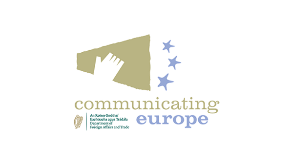 communicating
europe
An Roinn Gnóthaí
Eachtracha agus Trádála
Department of
Foreign Affairs and Trade